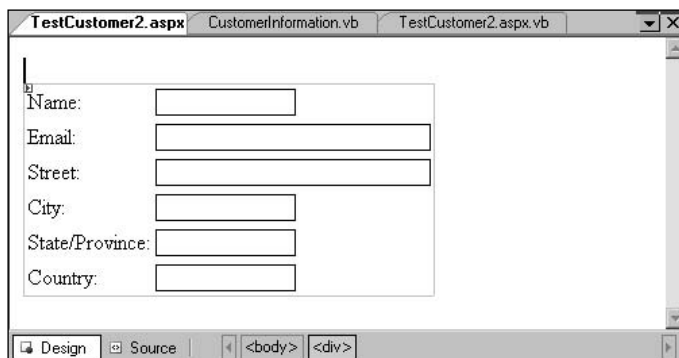 TestCustomer2.aspx CustomerInformation.vb TestCustomer2.aspx.vb
Name:
Email:
Street:
City:
State/Province:
Country:
Design Source <body> <div>